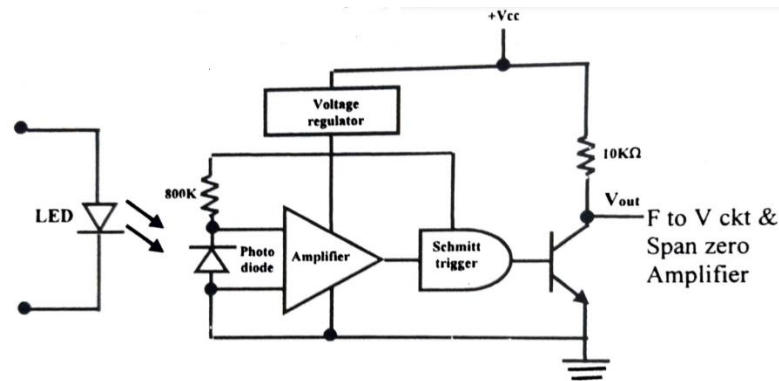 +Vcc
Voltage
regulator
10KΩ
800K
Vout
F to V ckt &
Span zero
Amplifier
LED
Photo
diode
Amplifier
Schmitt
trigger